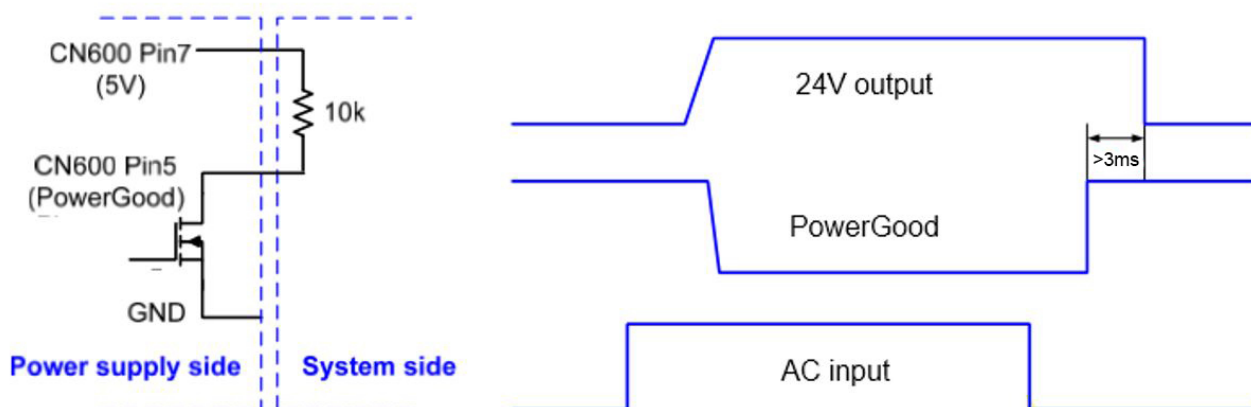 CN600 Pin7
(5V)
10k
CN600 Pin5
(PowerGood)
GND
Power supply side
System side
24V output
>3ms
PowerGood
AC input